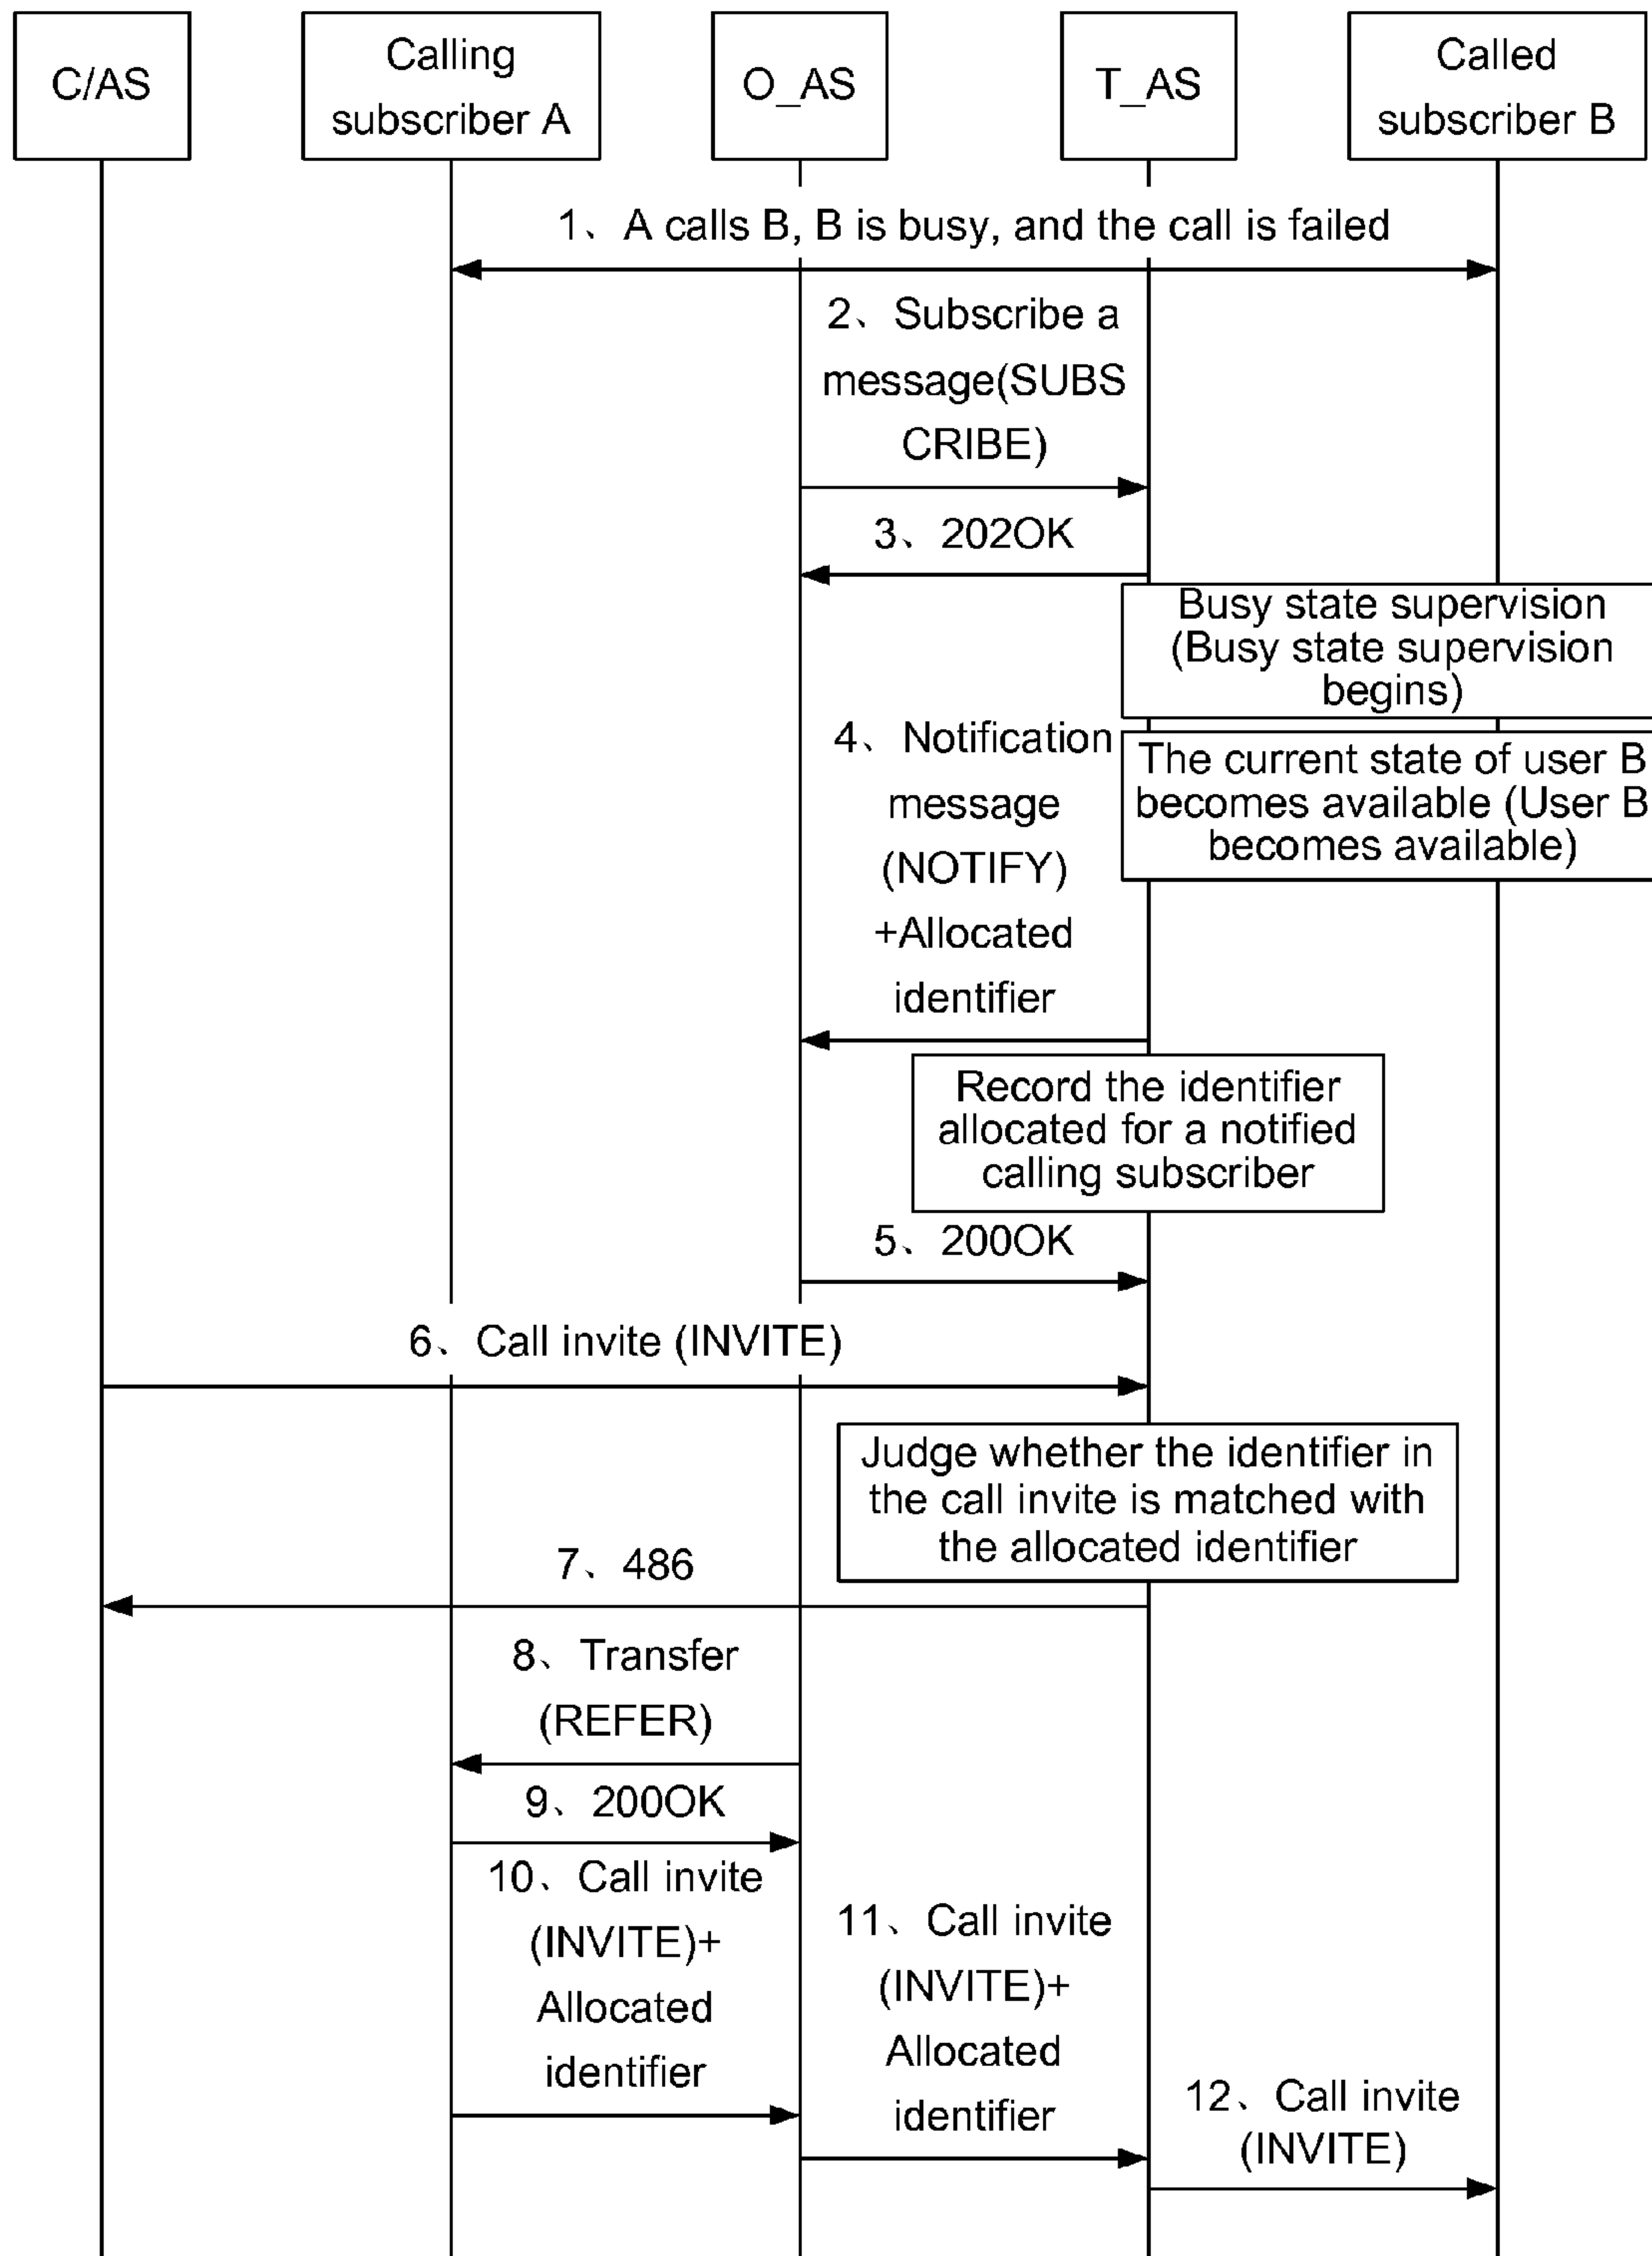 C/AS
Calling
subscriber A
O_AS
T_AS
Called
subscriber B
1、A calls B, B is busy, and the call is failed
2、Subscribe a
message(SUBS
CRIBE)
3、202OK
Busy state supervision
(Busy state supervision
begins)
4、Notification
message
(NOTIFY)
+Allocated
identifier
The current state of user B
becomes available (User B
becomes available)
Record the identifier
allocated for a notified
calling subscriber
5、200OK
6、Call invite (INVITE)
Judge whether the identifier in
the call invite is matched with
the allocated identifier
7、486
8、Transfer
(REFER)
9、200OK
10、Call invite
(INVITE)+
Allocated
identifier
11、Call invite
(INVITE)+
Allocated
identifier
12、Call invite
(INVITE)